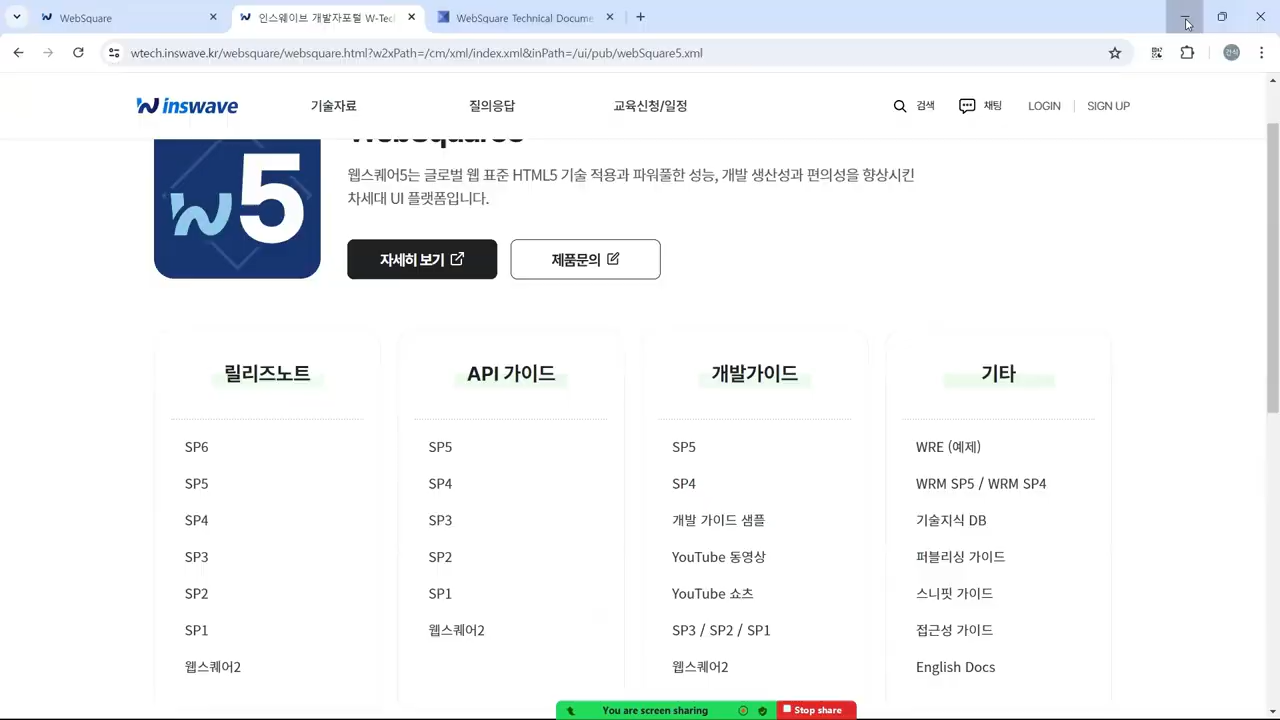 WebSquare
인스웨이브 개발자포털 W-Tec
WebSquare Technical Docume
wtech.inswave.kr/websquare/websquare.html?w2xPath=/cm/xml/index.xml&inPath=/ui/pub/webSquare5.xml
건식
inswave
기술자료
질의응답
교육신청/일정
검색
채팅
LOGIN
SIGN UP
W5
웹스퀘어5는 글로벌 웹 표준 HTML5 기술 적용과 파워풀한 성능, 개발 생산성과 편의성을 향상시킨
차세대 UI 플랫폼입니다.
자세히 보기
제품문의
릴리즈노트
SP6
SP5
SP4
SP3
SP2
SP1
웹스퀘어2
API 가이드
SP5
SP4
SP3
SP2
SP1
웹스퀘어2
개발가이드
SP5
SP4
개발 가이드 샘플
YouTube 동영상
YouTube 쇼츠
SP3 / SP2 / SP1
웹스퀘어2
기타
WRE (예제)
WRM SP5 / WRM SP4
기술지식 DB
퍼블리싱 가이드
스니핏 가이드
접근성 가이드
English Docs
You are screen sharing
Stop share